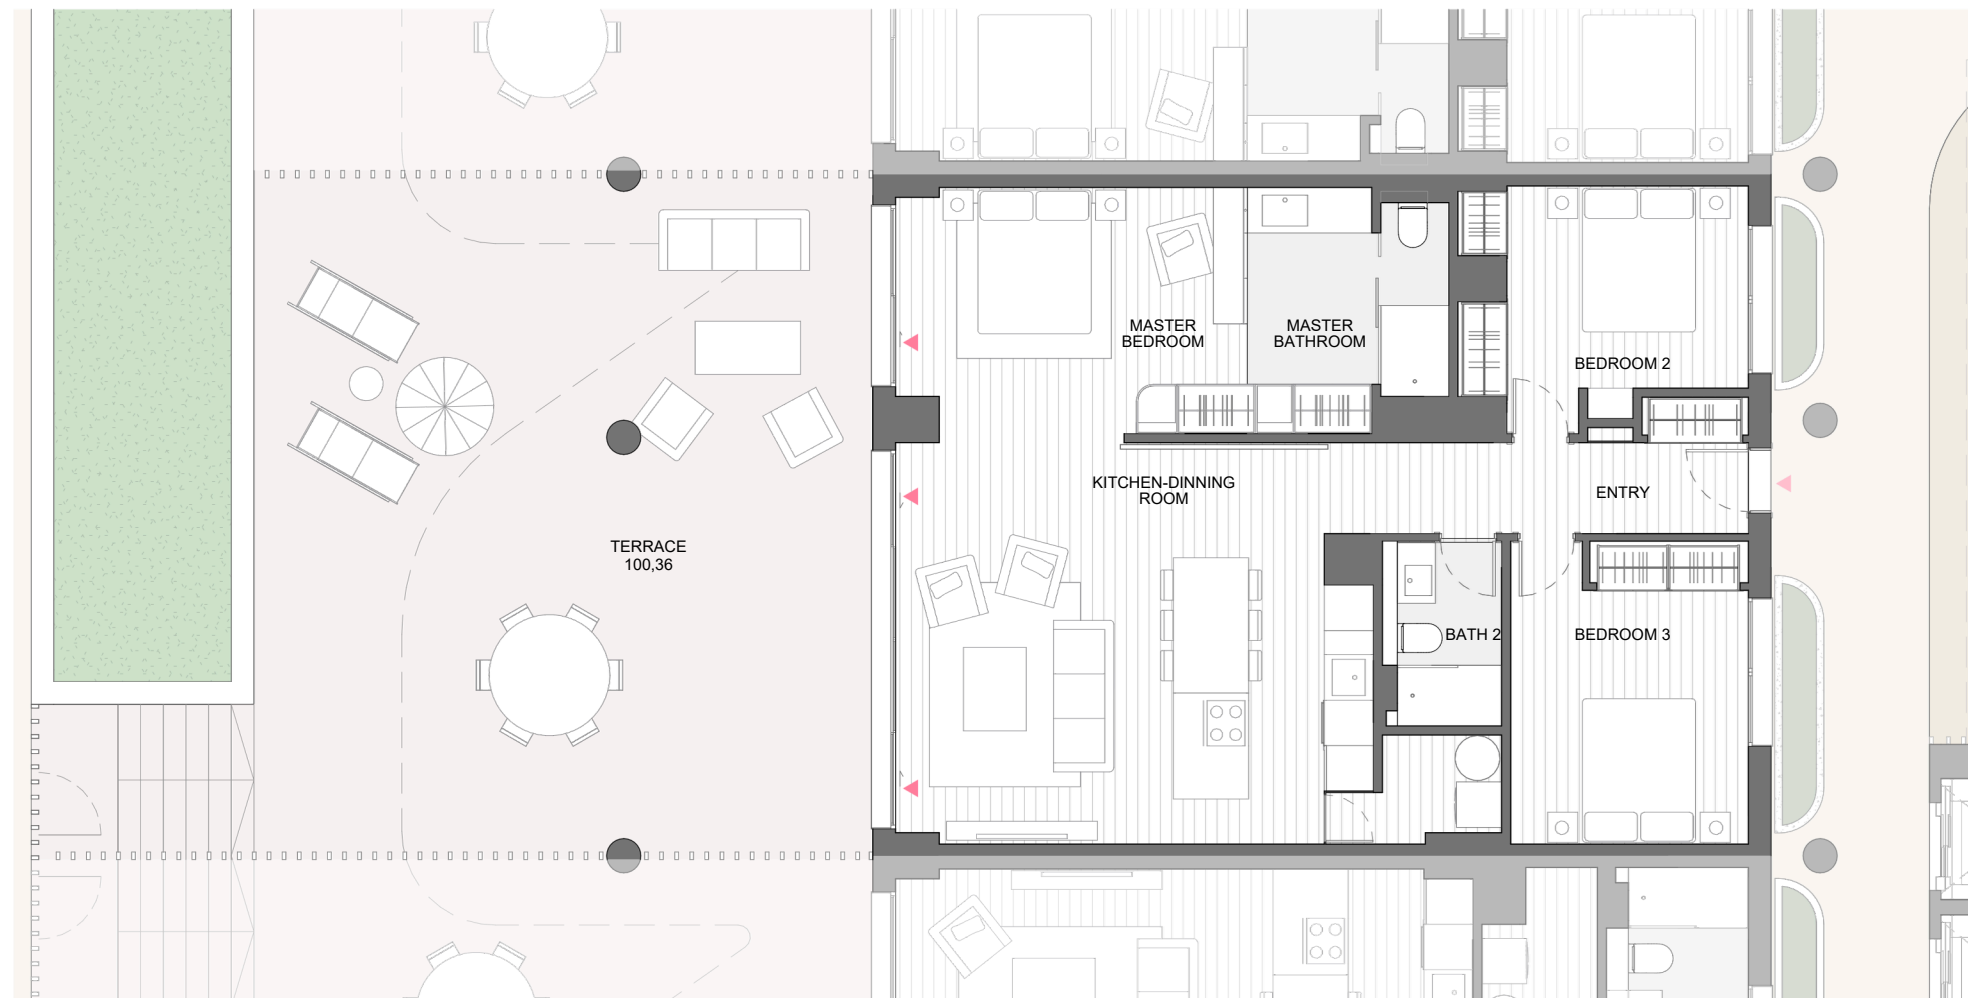 MASTER
BEDROOM
MASTER
BATHROOM
BEDROOM 2
KITCHEN-DINNING
ROOM
ENTRY
TERRACE
100,36
BATH 2
BEDROOM 3